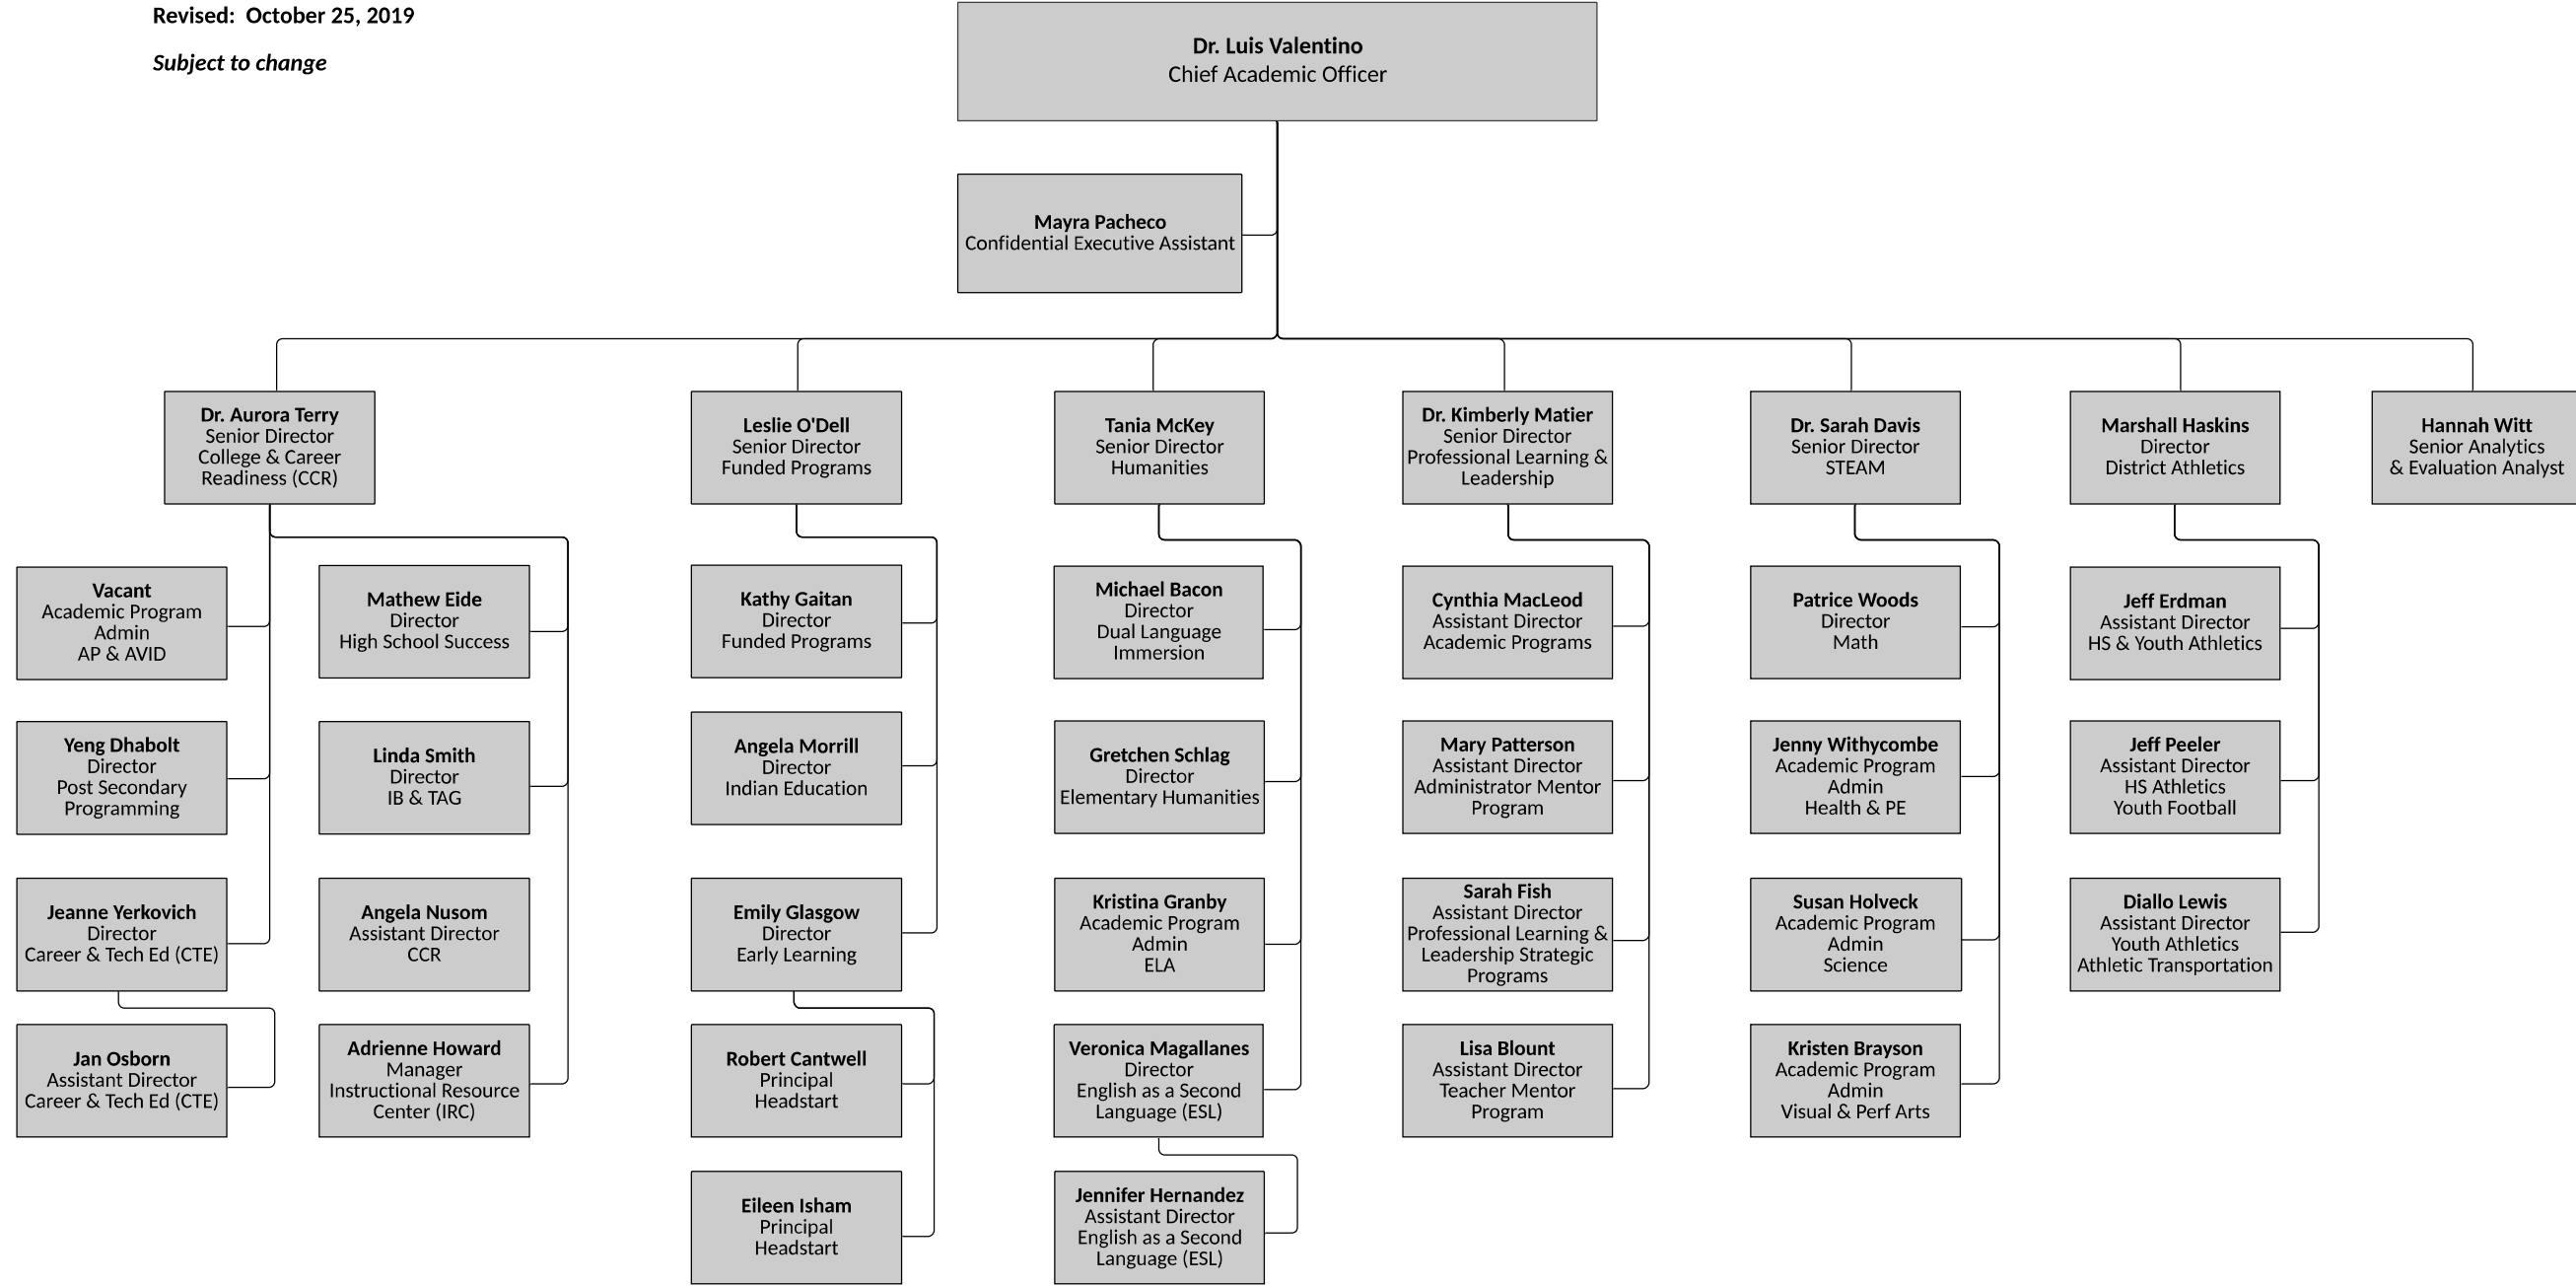 Revised:  October 25, 2019
Subject to change
Dr. Luis Valentino
Chief Academic Officer
Mayra Pacheco
Confidential Executive Assistant
Dr. Aurora Terry
Senior Director
College & Career
Readiness (CCR)
Leslie O'Dell
Senior Director
Funded Programs
Tania McKey
Senior Director
Humanities
Dr. Kimberly Matier
Senior Director
Professional Learning &
Leadership
Dr. Sarah Davis
Senior Director
STEAM
Marshall Haskins
Director
District Athletics
Hannah Witt
Senior Analytics
& Evaluation Analyst
Vacant
Academic Program
Admin
AP & AVID
Yeng Dhabolt
Director
Post Secondary
Programming
Jeanne Yerkovich
Director
Career & Tech Ed (CTE)
Jan Osborn
Assistant Director
Career & Tech Ed (CTE)
Mathew Eide
Director
High School Success
Linda Smith
Director
IB & TAG
Angela Nusom
Assistant Director
CCR
Adrienne Howard
Manager
Instructional Resource
Center (IRC)
Kathy Gaitan
Director
Funded Programs
Angela Morrill
Director
Indian Education
Emily Glasgow
Director
Early Learning
Robert Cantwell
Principal
Headstart
Eileen Isham
Principal
Headstart
Michael Bacon
Director
Dual Language
Immersion
Gretchen Schlag
Director
Elementary Humanities
Kristina Granby
Academic Program
Admin
ELA
Veronica Magallanes
Director
English as a Second
Language (ESL)
Jennifer Hernandez
Assistant Director
English as a Second
Language (ESL)
Cynthia MacLeod
Assistant Director
Academic Programs
Mary Patterson
Assistant Director
Administrator Mentor
Program
Sarah Fish
Assistant Director
Professional Learning &
Leadership Strategic
Programs
Lisa Blount
Assistant Director
Teacher Mentor
Program
Patrice Woods
Director
Math
Jenny Withycombe
Academic Program
Admin
Health & PE
Susan Holveck
Academic Program
Admin
Science
Kristen Brayson
Academic Program
Admin
Visual & Perf Arts
Jeff Erdman
Assistant Director
HS & Youth Athletics
Jeff Peeler
Assistant Director
HS Athletics
Youth Football
Diallo Lewis
Assistant Director
Youth Athletics
Athletic Transportation